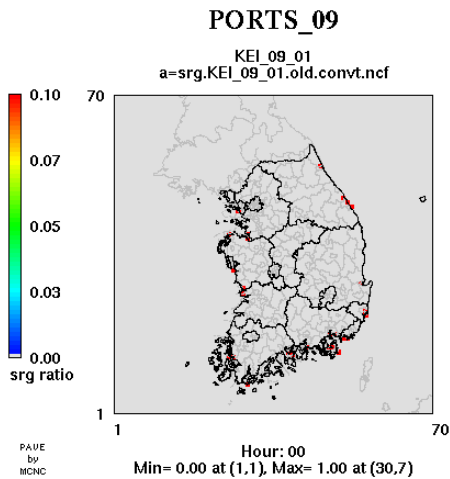 PORTS_09
KEI_09_01
a=srg.KEI_09_01.old.convt.ncf
0.10
0.07
0.05
0.03
0.00
srg ratio
70
1
1 70
PAVE
by
MCNC
Hour: 00
Min= 0.00 at (1,1), Max= 1.00 at (30,7)